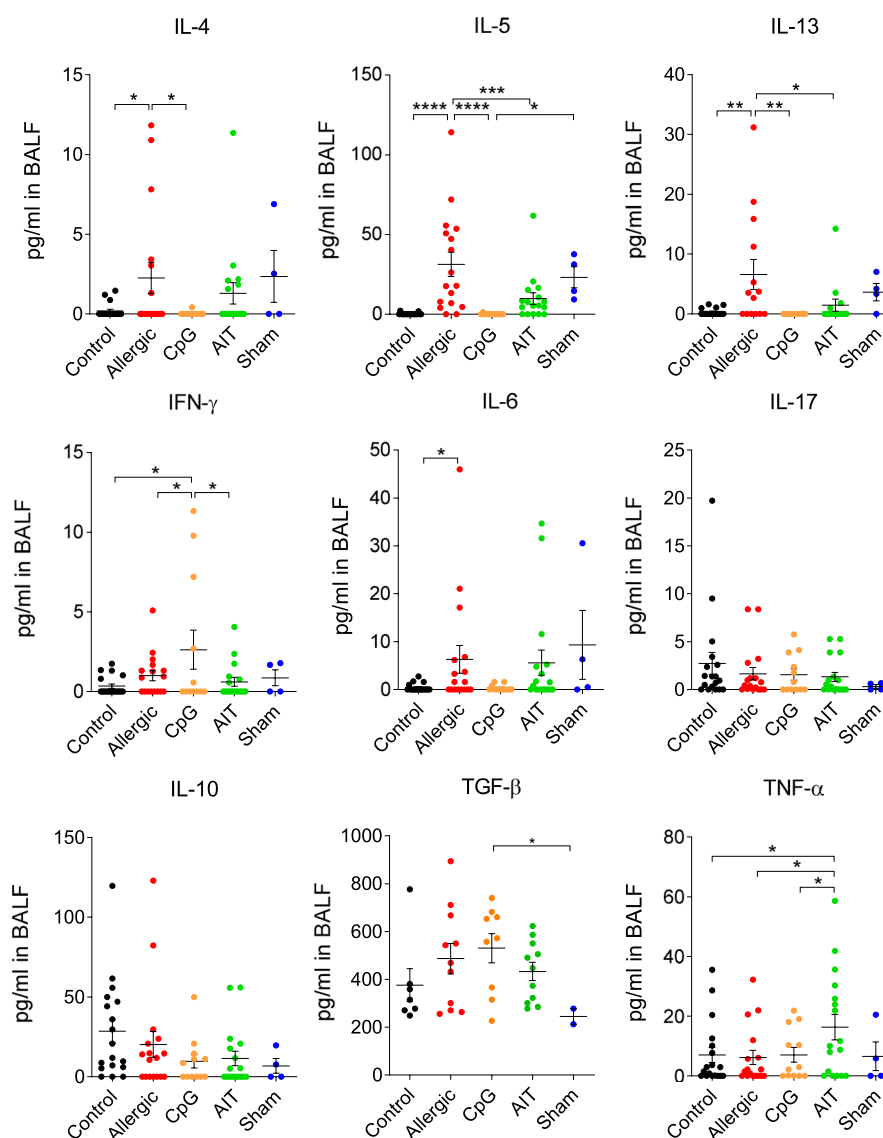 IL-4
IL-5
IL-13
pg/ml in BALF
15
10
5
0
*
*
Control
Allergic
CpG
AIT
Sham
pg/ml in BALF
150
100
50
0
***
****
****
*
Control
Allergic
CpG
AIT
Sham
pg/ml in BALF
40
30
20
10
0
*
**
**
Control
Allergic
CpG
AIT
Sham
IFN-γ
IL-6
IL-17
pg/ml in BALF
15
10
5
0
*
*
*
Control
Allergic
CpG
AIT
Sham
pg/ml in BALF
50
40
30
20
10
0
*
Control
Allergic
CpG
AIT
Sham
pg/ml in BALF
25
20
15
10
5
0
Control
Allergic
CpG
AIT
Sham
IL-10
TGF-β
TNF-α
pg/ml in BALF
150
100
50
0
Control
Allergic
CpG
AIT
Sham
pg/ml in BALF
1000
800
600
400
200
0
*
Control
Allergic
CpG
AIT
Sham
pg/ml in BALF
80
60
40
20
0
*
*
*
Control
Allergic
CpG
AIT
Sham